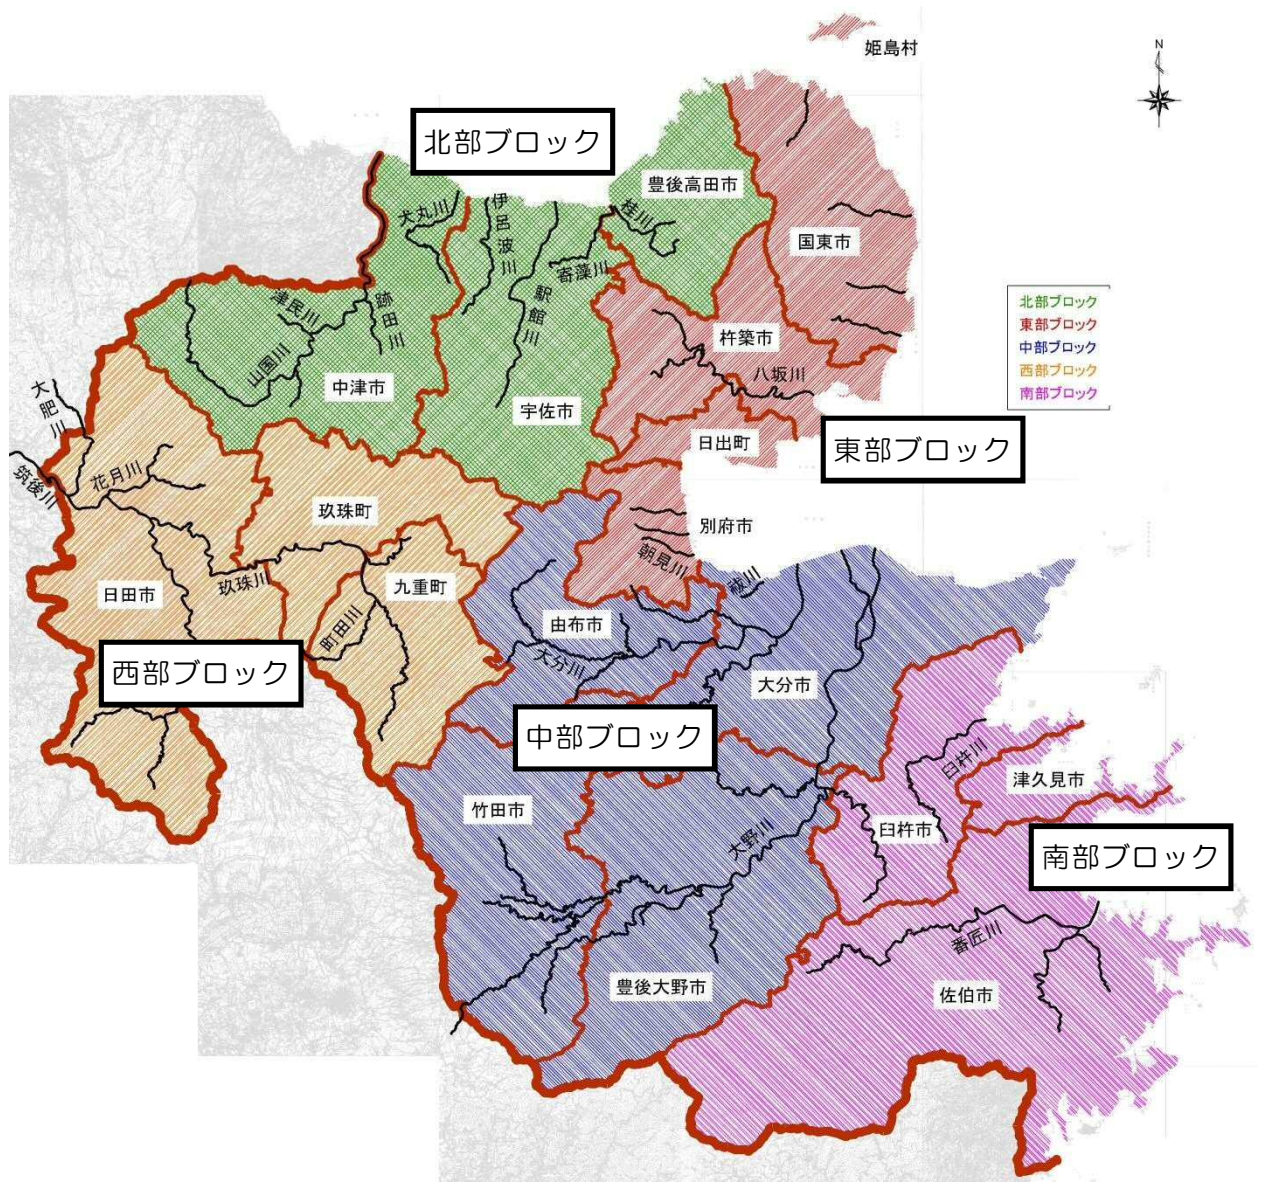 姫島村
N
北部ブロック
豊後高田市
犬丸川
伊呂波川
桂川
国東市
寄藻川
駅館川
津民川
跡田川
山国川
中津市
宇佐市
杵築市
八坂川
北部ブロック
東部ブロック
中部ブロック
西部ブロック
南部ブロック
大肥川
日出町
東部ブロック
筑後川
花月川
玖珠町
別府市
朝見川
玖珠川
九重町
祓川
日田市
町田川
由布市
西部ブロック
大分川
大分市
中部ブロック
臼杵川
津久見市
竹田市
臼杵市
大野川
南部ブロック
番匠川
豊後大野市
佐伯市